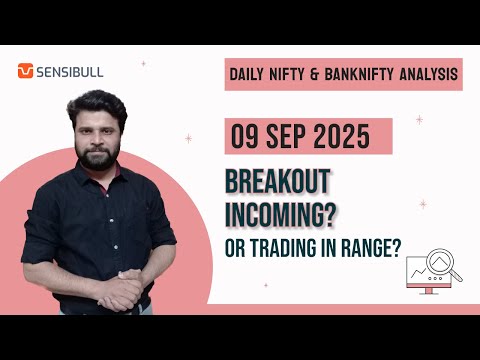 SENSIBULL
DAILY NIFTY & BANKNIFTY ANALYSIS
09 SEP 2025
BREAKOUT
INCOMING?
OR TRADING IN RANGE?